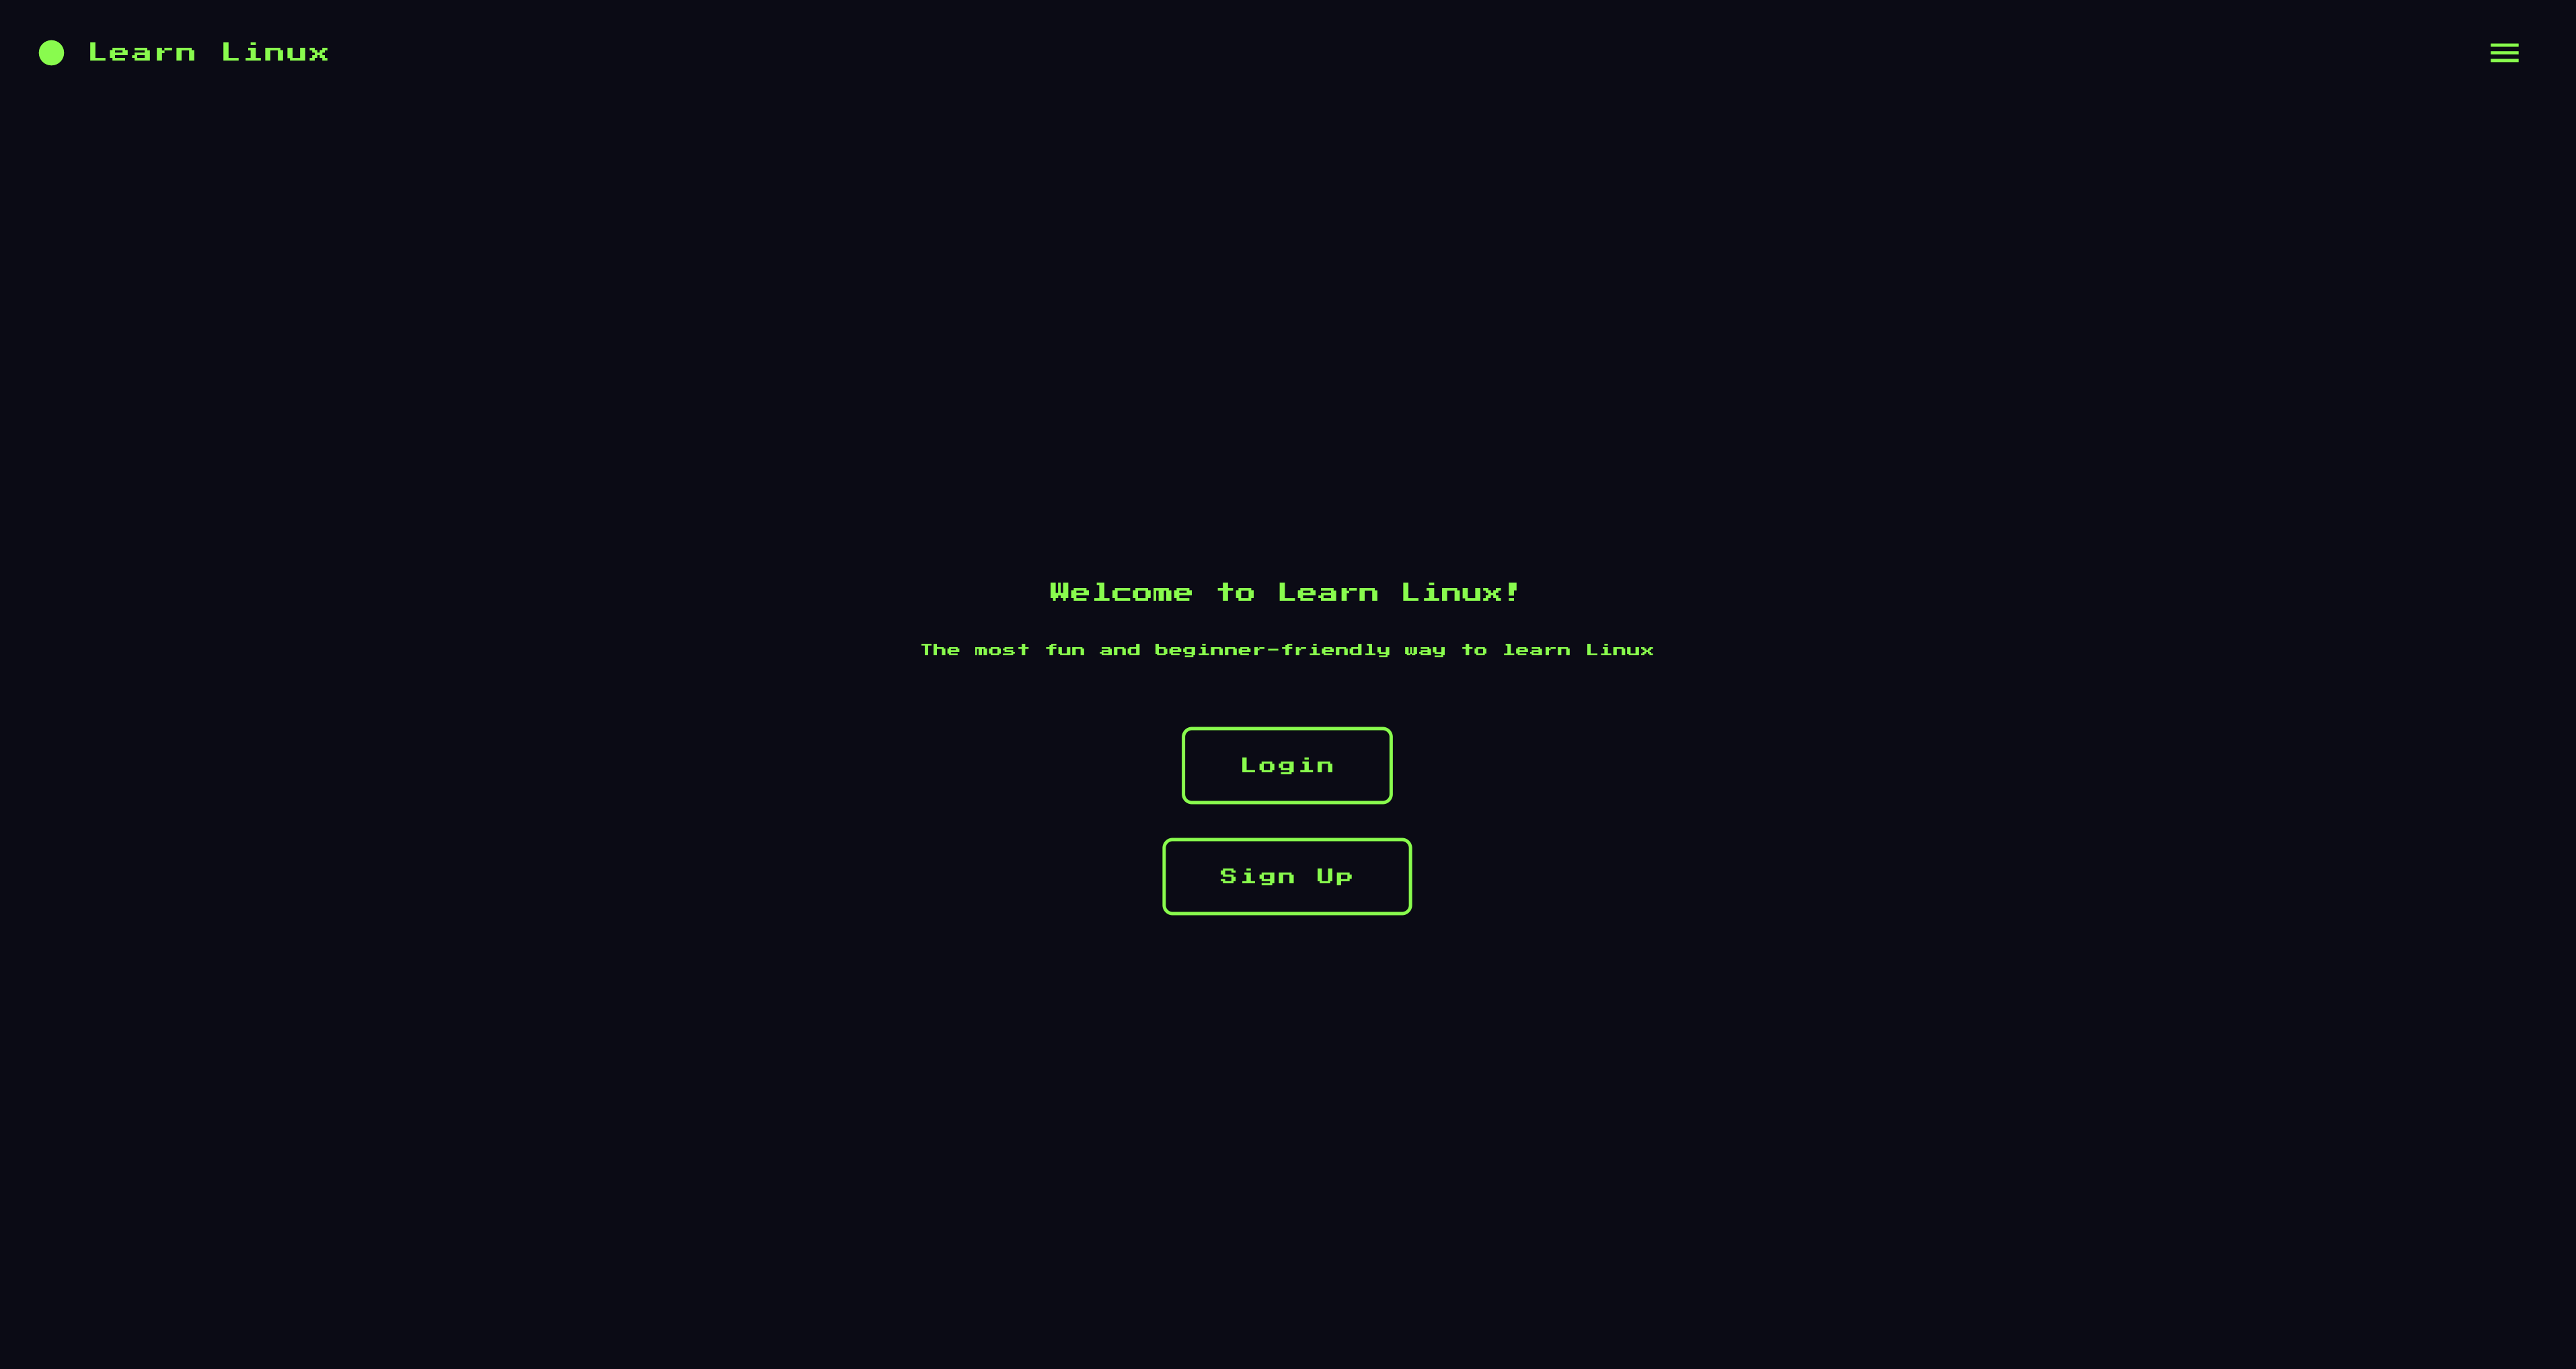 Learn Linux
Welcome to Learn Linux!
The most fun and beginner-friendly way to learn Linux
Login
Sign Up